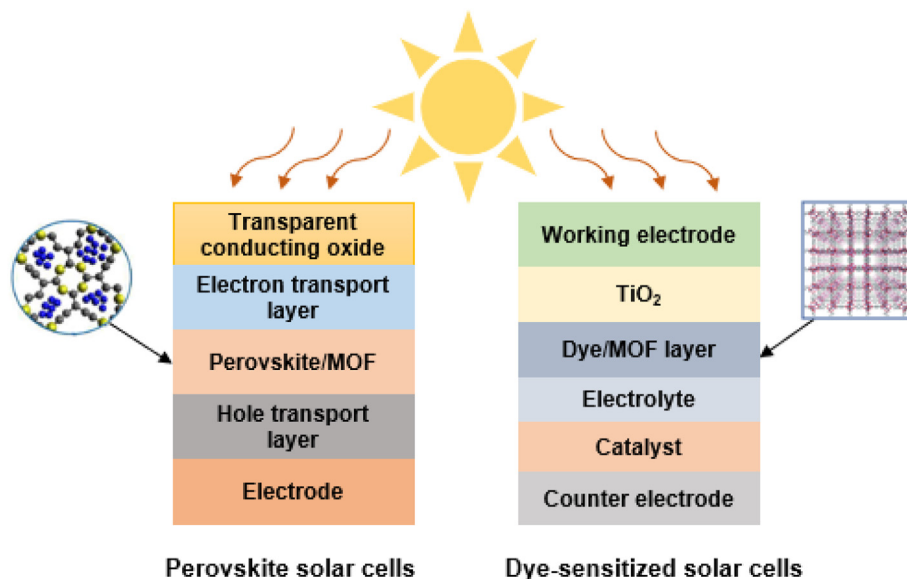 Transparent
conducting oxide
Electron transport
layer
Perovskite/MOF
Hole transport
layer
Electrode
Perovskite solar cells
Working electrode
TiO₂
Dye/MOF layer
Electrolyte
Catalyst
Counter electrode
Dye-sensitized solar cells